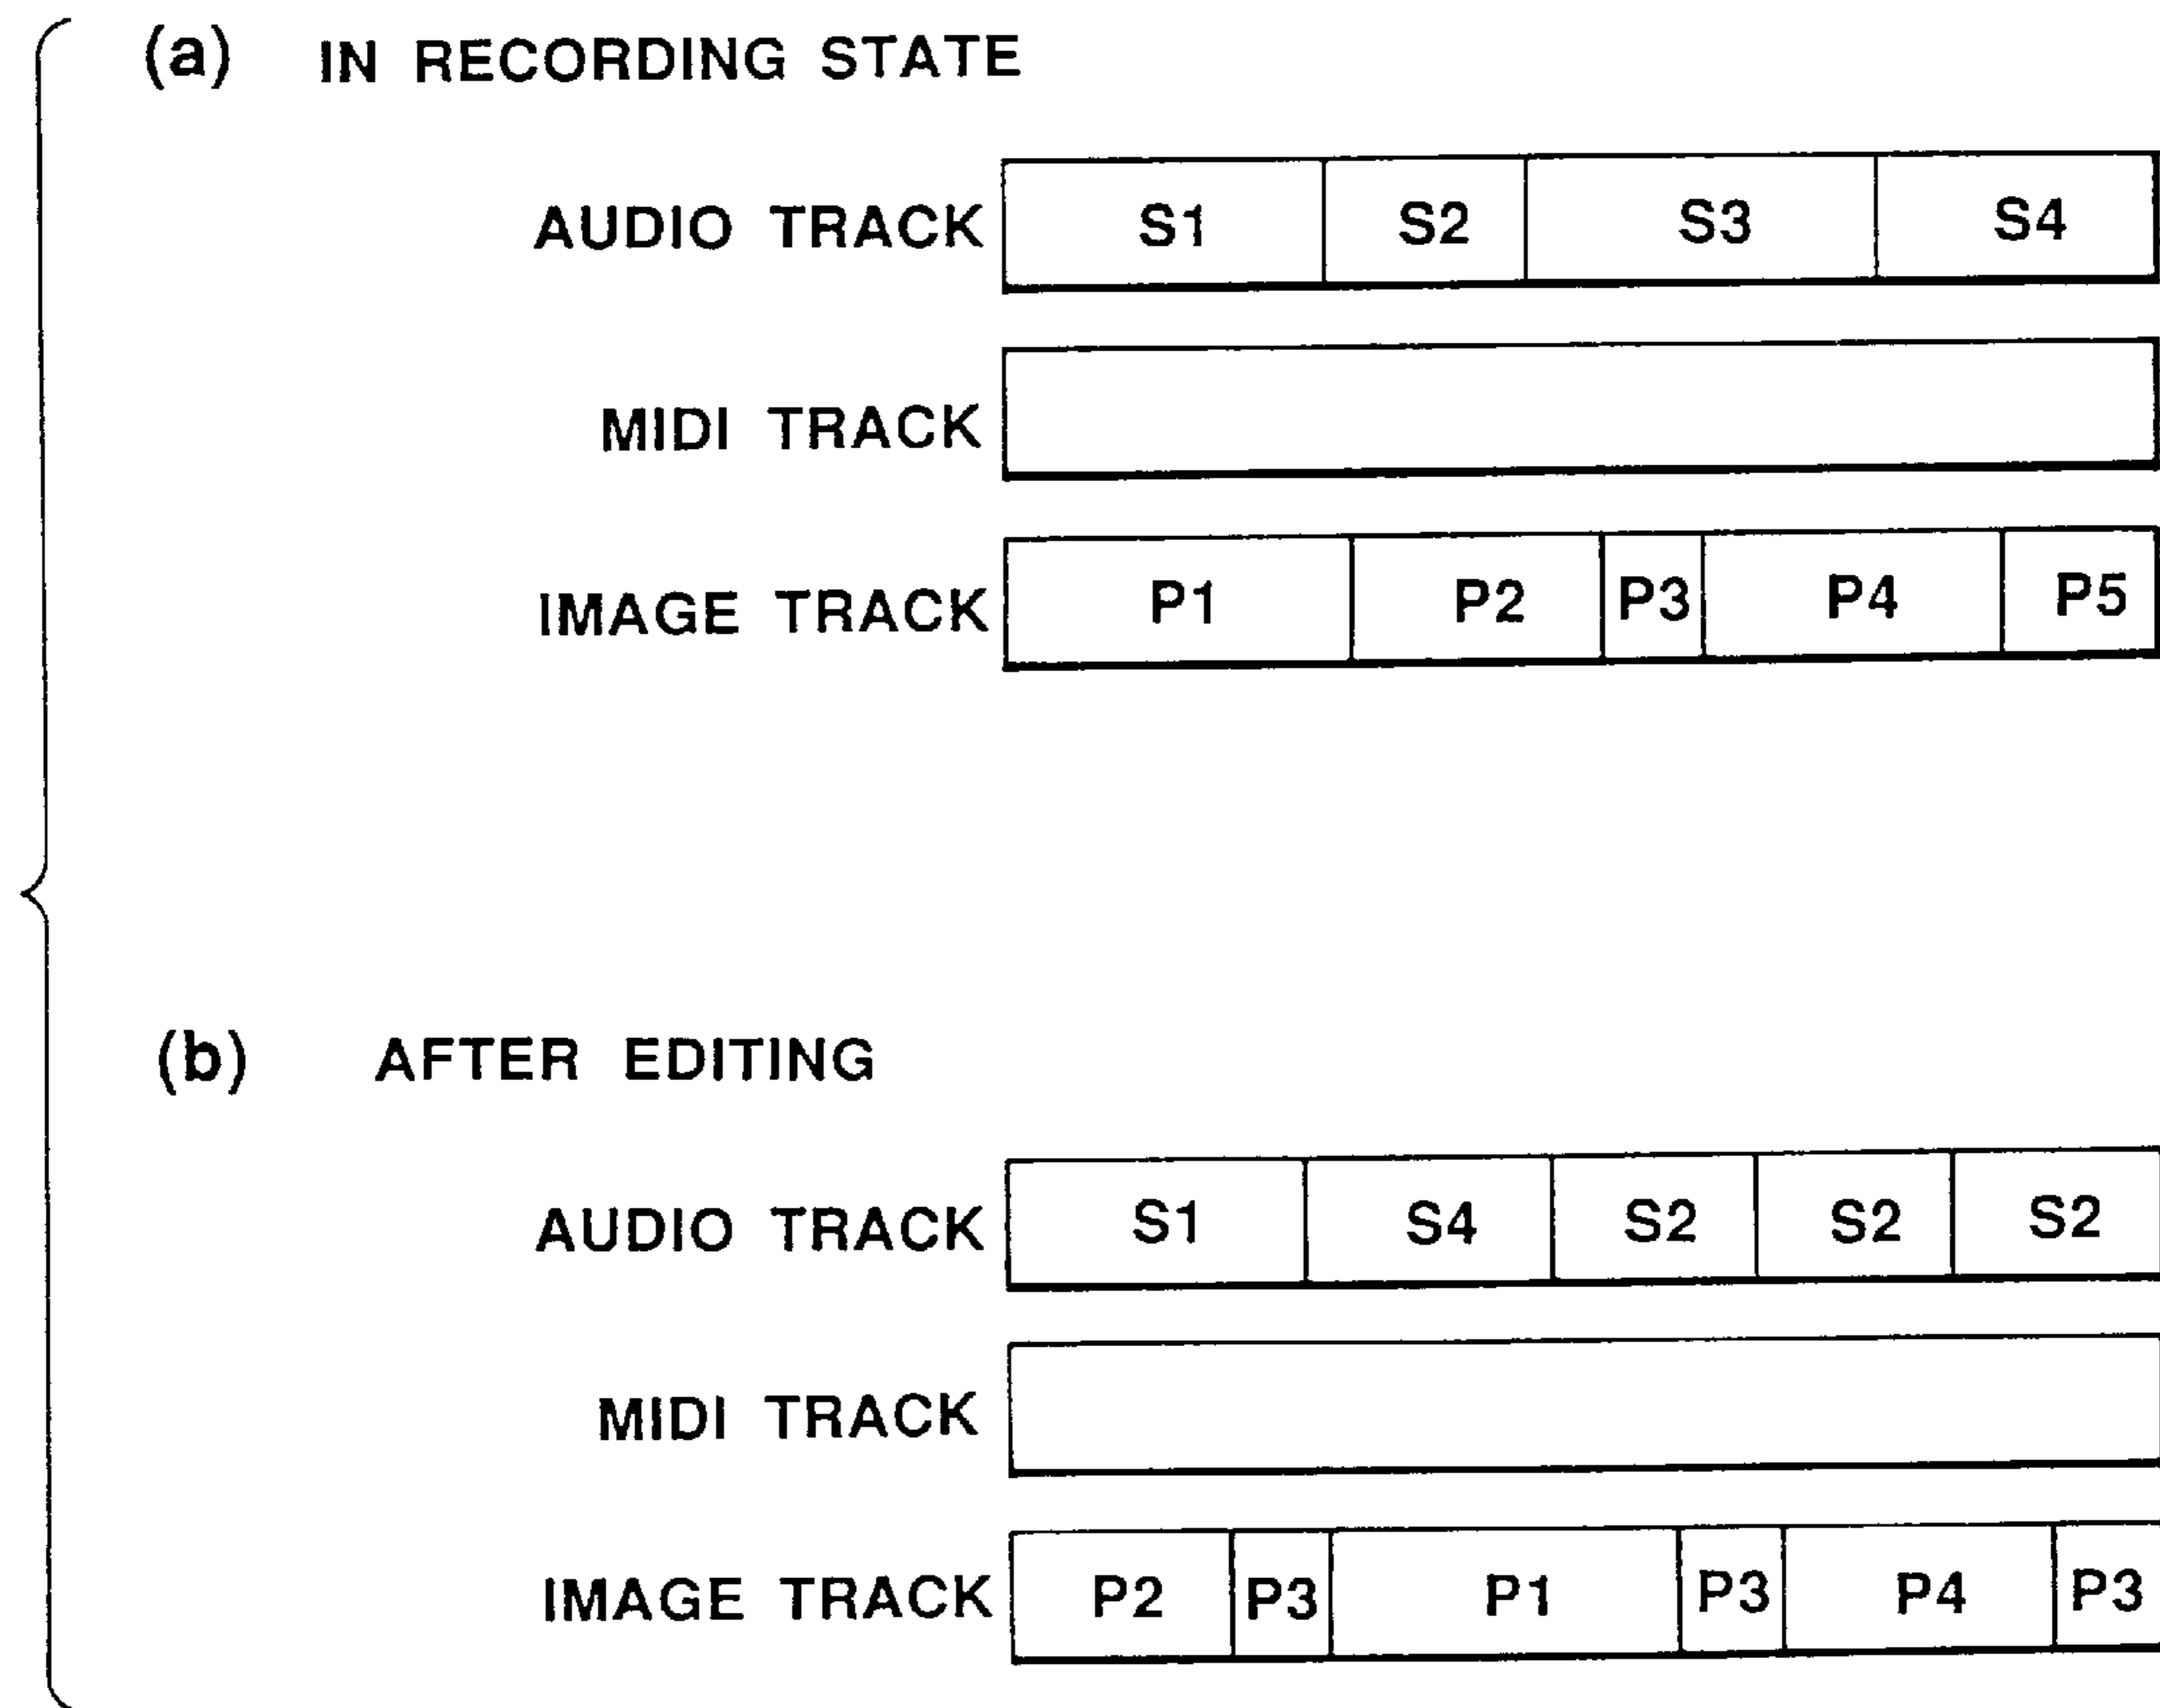 (a) IN RECORDING STATE
AUDIO TRACK S1 S2 S3 S4
MIDI TRACK
IMAGE TRACK P1 P2 P3 P4 P5
(b) AFTER EDITING
AUDIO TRACK S1 S4 S2 S2 S2
MIDI TRACK
IMAGE TRACK P2 P3 P1 P3 P4 P3